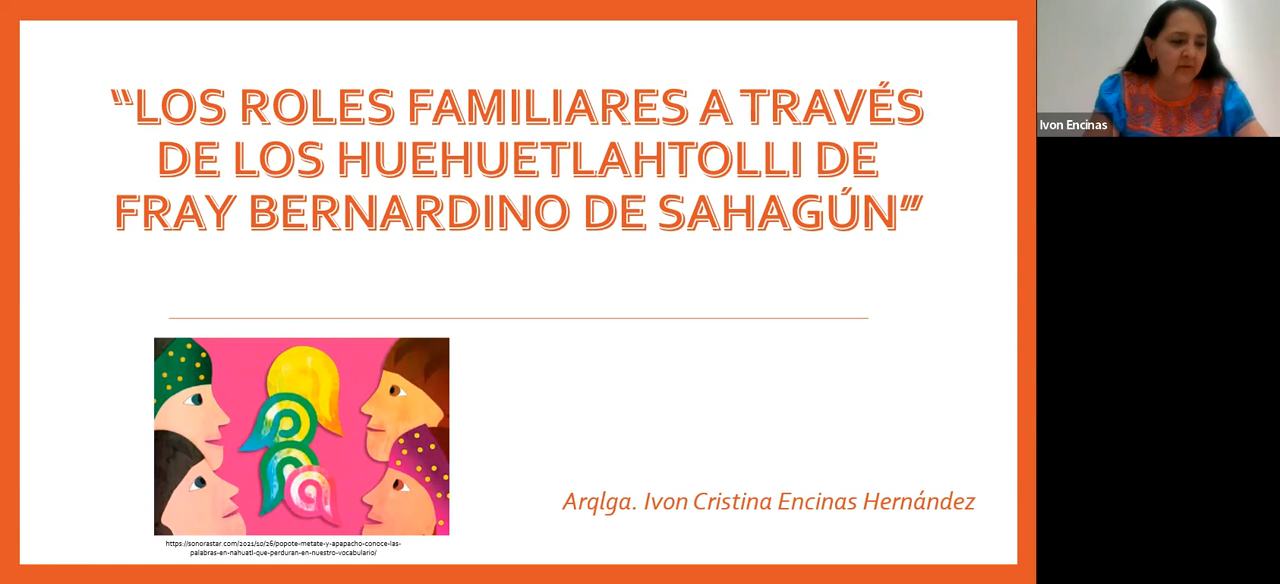 “LOS ROLES FAMILIARES A TRAVÉS
DE LOS HUEHUETLAHTOLLI DE
FRAY BERNARDINO DE SAHAGÚN”
Arqlga. Ivon Cristina Encinas Hernández
https://sonorastar.com/2021/10/26/popote-metate-y-apapacho-conoce-las-
palabras-en-nahuatl-que-perduran-en-nuestro-vocabulario/
Ivon Encinas